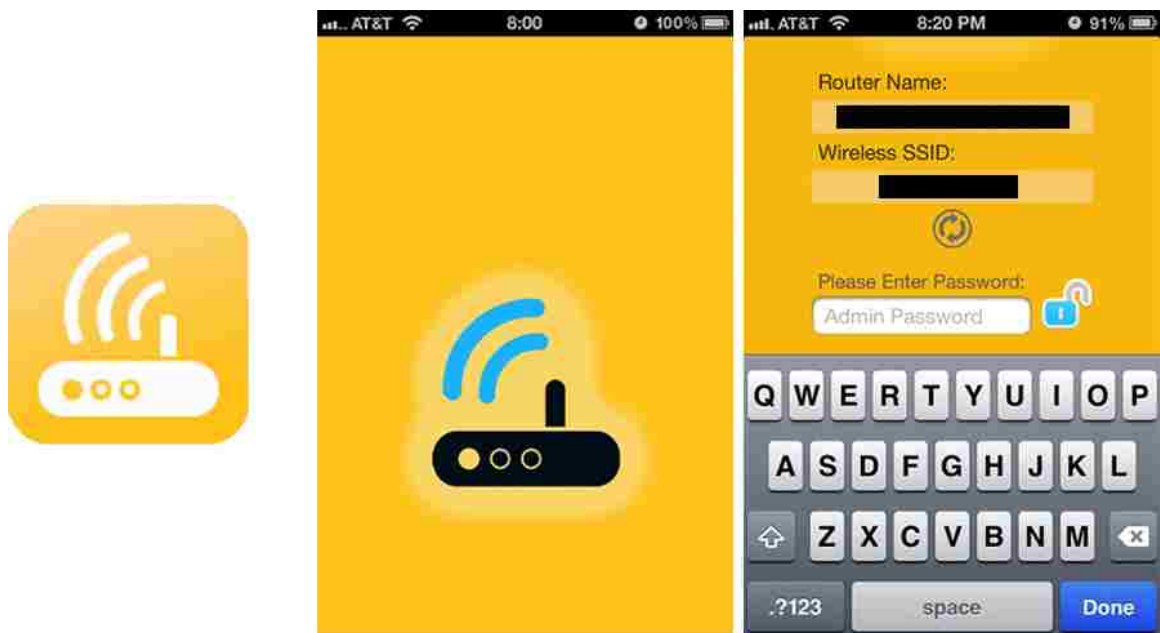 AT&T 8:00 100%
AT&T 8:20 PM 91%
Router Name:
Wireless SSID:
Please Enter Password:
Admin Password
Q W E R T Y U I O P
A S D F G H J K L
Z X C V B N M
.?123 space Done